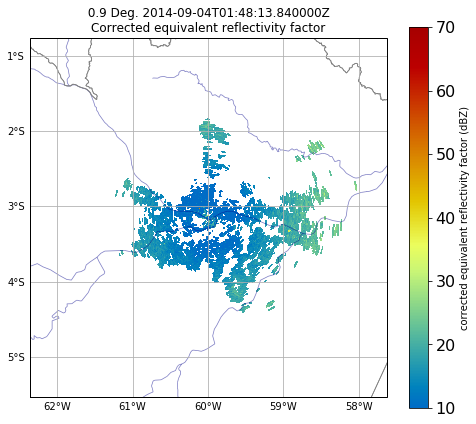 0.9 Deg. 2014-09-04T01:48:13.840000Z
Corrected equivalent reflectivity factor
1°S
2°S
3°S
4°S
5°S
62°W
61°W
60°W
59°W
58°W
70
60
50
40
30
20
10
corrected equivalent reflectivity factor (dBZ)